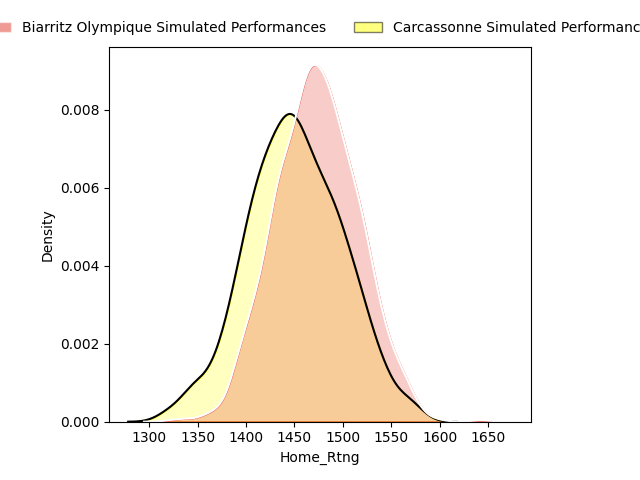 Biarritz Olympique Simulated Performances
Carcassonne Simulated Performanc
0.008
0.006
0.004
0.002
0.000
Density
1300 1350 1400 1450 1500 1550 1600 1650
Home_Rtng